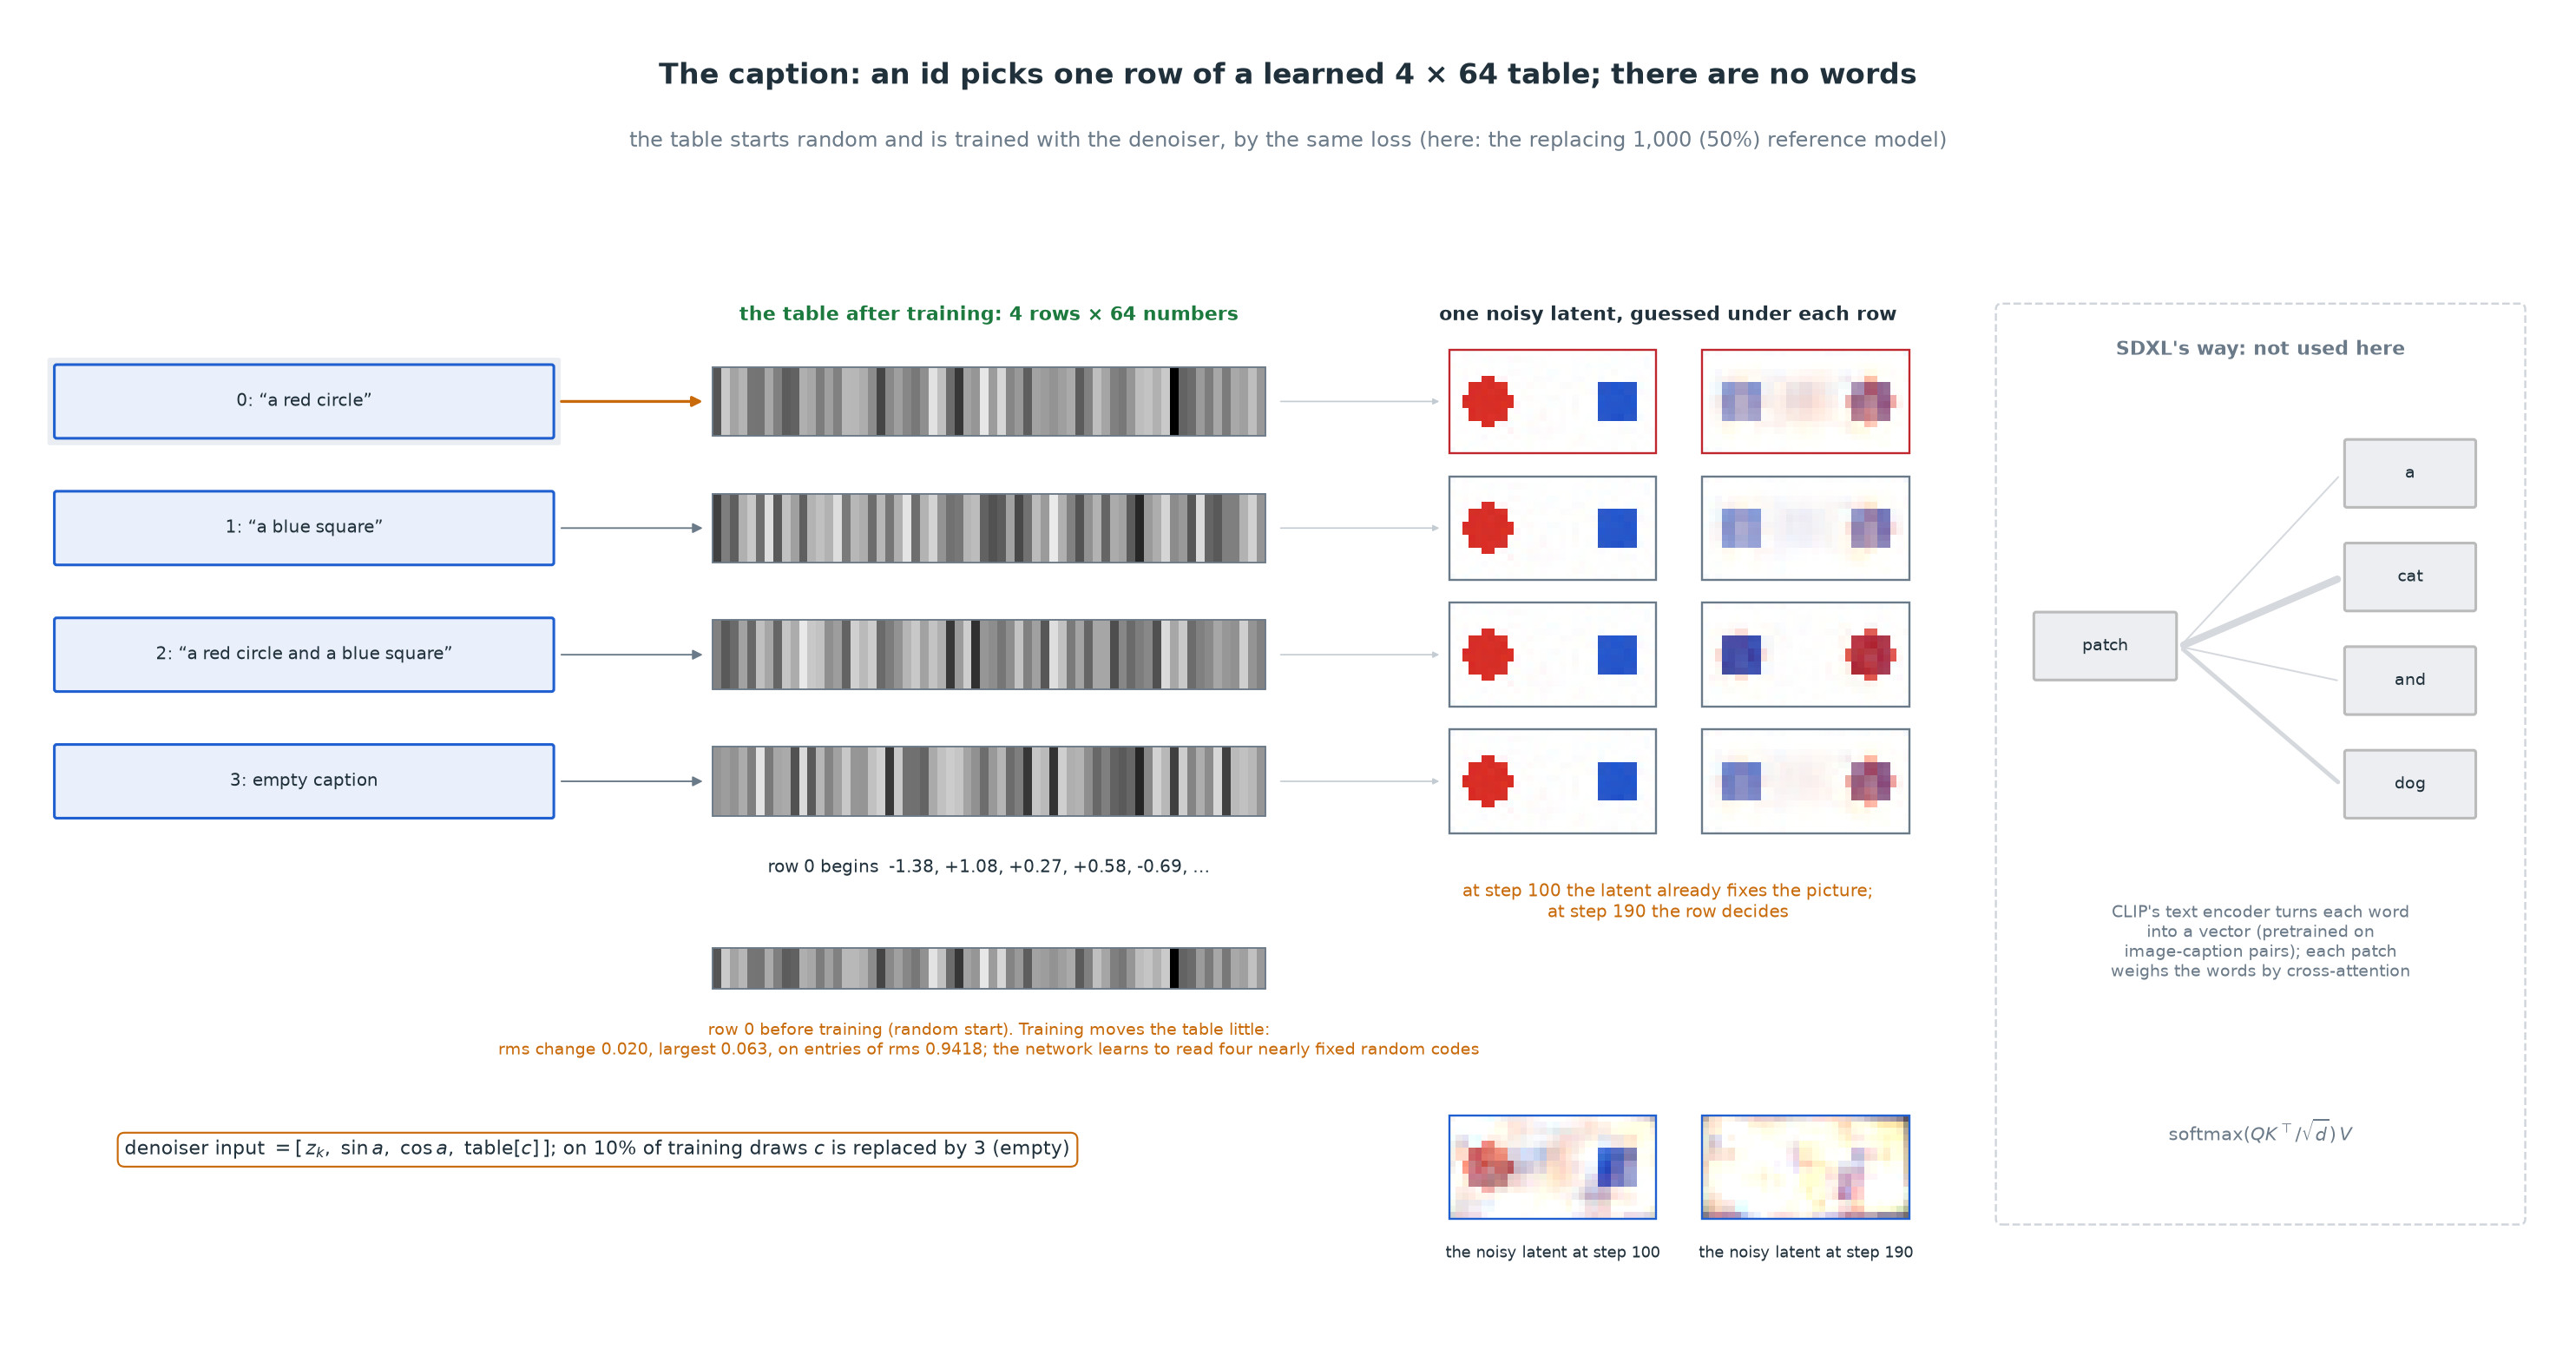 The caption: an id picks one row of a learned 4 × 64 table; there are no words
the table starts random and is trained with the denoiser, by the same loss (here: the replacing 1,000 (50%) reference model)
the table after training: 4 rows × 64 numbers
one noisy latent, guessed under each row
SDXL's way: not used here
0: “a red circle”
1: “a blue square”
2: “a red circle and a blue square”
3: empty caption
patch
a
cat
and
dog
row 0 begins -1.38, +1.08, +0.27, +0.58, -0.69, ...
at step 100 the latent already fixes the picture;
at step 190 the row decides
CLIP's text encoder turns each word
into a vector (pretrained on
image-caption pairs); each patch
weighs the words by cross-attention
row 0 before training (random start). Training moves the table little:
rms change 0.020, largest 0.063, on entries of rms 0.9418; the network learns to read four nearly fixed random codes
denoiser input = [ z_k, sin a, cos a, table[c] ]; on 10% of training draws c is replaced by 3 (empty)
softmax(QK⊤/√d) V
the noisy latent at step 100
the noisy latent at step 190